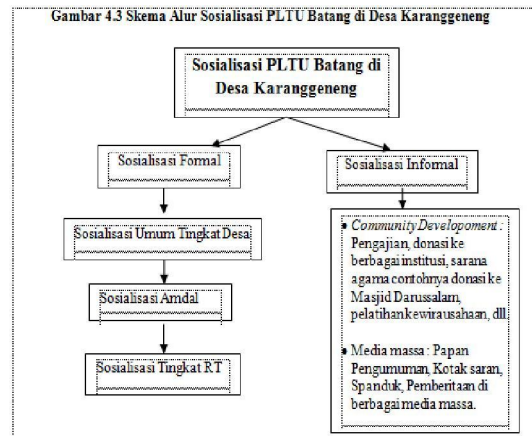 Gambar 4.3 Skema Alur Sosialisasi PLTU Batang di Desa Karanggeneng
Sosialisasi PLTU Batang di
Desa Karanggeneng
Sosialisasi Formal
Sosialisasi Umum Tingkat Desa
Sosialisasi Amdal
Sosialisasi Tingkat RT
Sosialisasi Informal
• Community Developoment :
Pengajian, donasi ke
berbagai institusi, sarana
agama contohnya donasi ke
Masjid Darussalam,
pelatihan kewirausahaan, dll.
• Media massa : Papan
Pengumuman, Kotak saran,
Spanduk, Pemberitaan di
berbagai media massa.